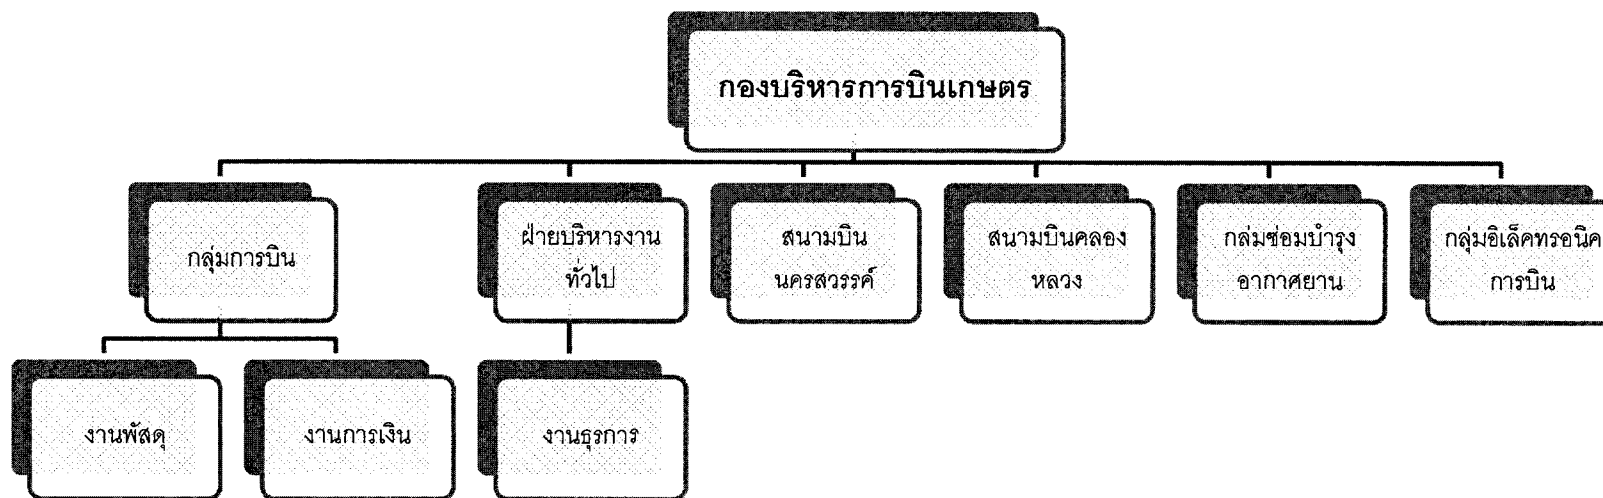 กองบริหารการบินเกษตร
กลุ่มการบิน
ฝ่ายบริหารงาน
ทั่วไป
สนามบิน
นครสวรรค์
สนามบินคลอง
หลวง
กล่มซ่อมบำรุง
อากาศยาน
กลุ่มอิเล็คทรอนิค
การบิน
งานพัสดุ
งานการเงิน
งานธุรการ